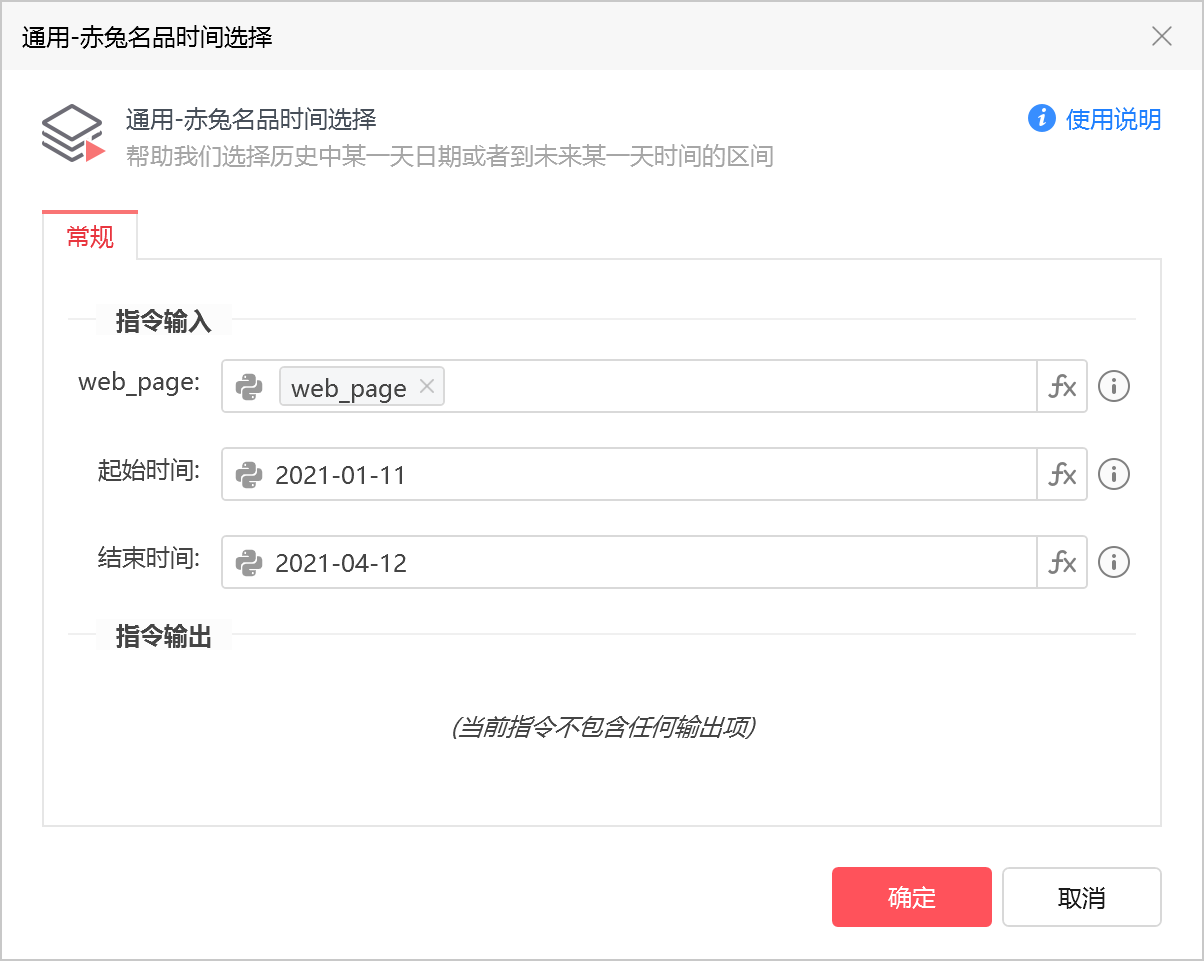 通用-赤兔名品时间选择
通用-赤兔名品时间选择
使用说明
帮助我们选择历史中某一天日期或者到未来某一天时间的区间
常规
指令输入
web_page: web_page fx
起始时间: 2021-01-11 fx
结束时间: 2021-04-12 fx
指令输出
(当前指令不包含任何输出项)
确定 取消